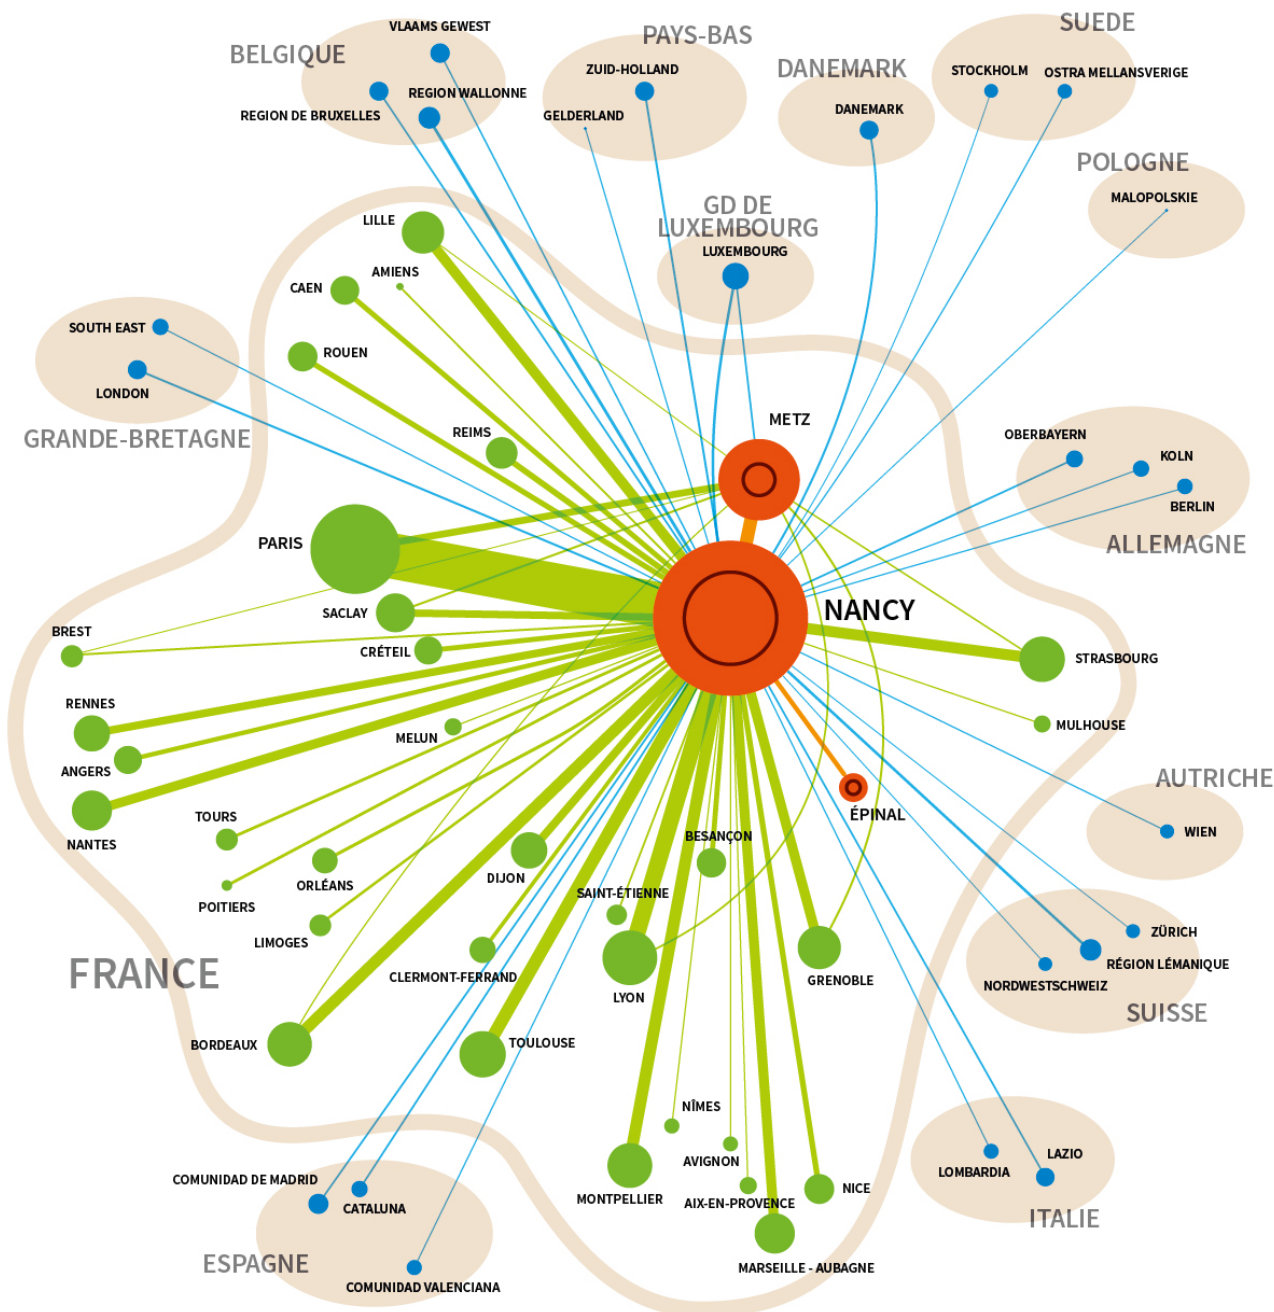 SUEDE
VLAAMS GEWEST
PAYS-BAS
BELGIQUE
DANEMARK
ZUID-HOLLAND
STOCKHOLM
OSTRA MELLANSVERIGE
REGION WALLONNE
REGION DE BRUXELLES
GELDERLAND
DANEMARK
POLOGNE
MALOPOLSKIE
GD DE
LUXEMBOURG
LUXEMBOURG
LILLE
AMIENS
CAEN
SOUTH EAST
ROUEN
LONDON
GRANDE-BRETAGNE
METZ
REIMS
OBERBAYERN
KOLN
BERLIN
ALLEMAGNE
PARIS
SACLAY
NANCY
BREST
CRÉTEIL
STRASBOURG
RENNES
MELUN
MULHOUSE
ANGERS
AUTRICHE
TOURS
ÉPINAL
NANTES
BESANÇON
WIEN
DIJON
ORLÉANS
SAINT-ÉTIENNE
POITIERS
LIMOGES
ZÜRICH
FRANCE
CLERMONT-FERRAND
RÉGION LÉMANIQUE
GRENOBLE
NORDWESTSCHWEIZ
LYON
SUISSE
BORDEAUX
TOULOUSE
NÎMES
AVIGNON
LAZIO
LOMBARDIA
COMUNIDAD DE MADRID
NICE
MONTPELLIER
AIX-EN-PROVENCE
CATALUNA
ITALIE
ESPAGNE
MARSEILLE - AUBAGNE
COMUNIDAD VALENCIANA